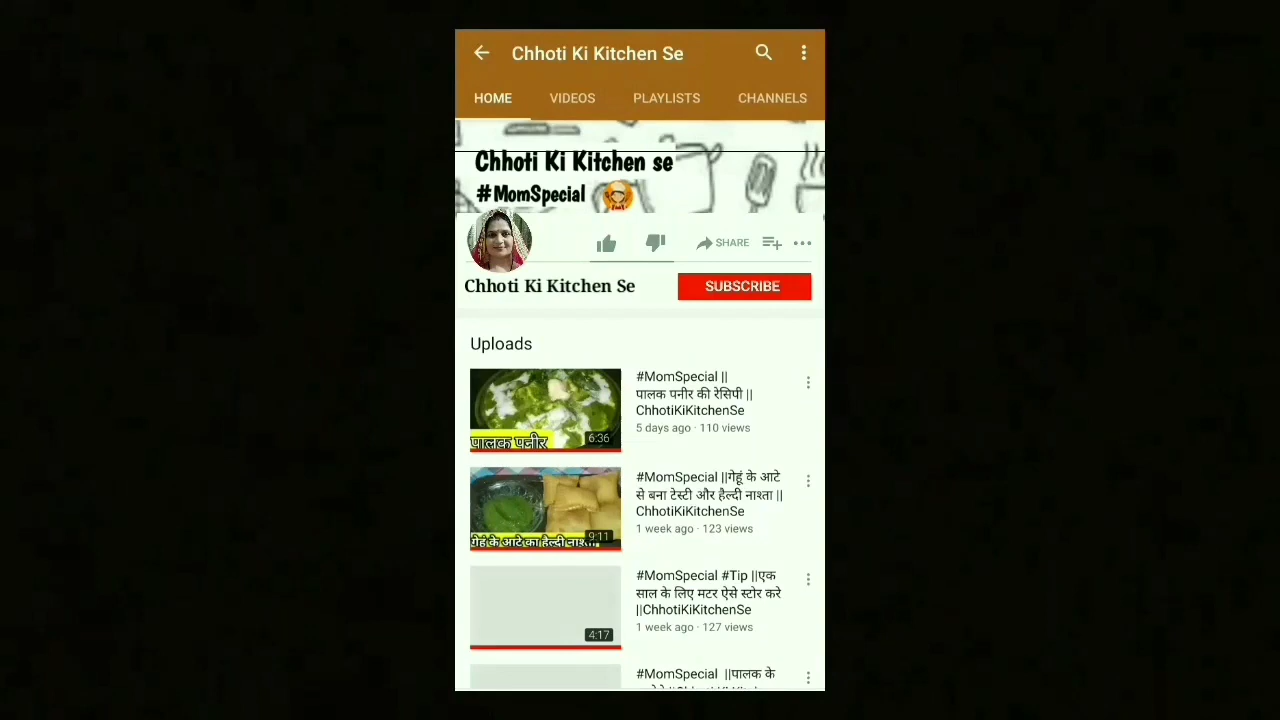 Chhoti Ki Kitchen Se
HOME VIDEOS PLAYLISTS CHANNELS
Chhoti Ki Kitchen se
#MomSpecial
SHARE
Chhoti Ki Kitchen Se
SUBSCRIBE
Uploads
पालक पनीर
6:36
#MomSpecial ||
पालक पनीर की रेसिपी ||
ChhotiKiKitchenSe
5 days ago · 110 views
गेहूं के आटे का हैल्दी नाश्ता
9:11
#MomSpecial ||गेहूं के आटे
से बना टेस्टी और हैल्दी नाश्ता ||
ChhotiKiKitchenSe
1 week ago · 123 views
4:17
#MomSpecial #Tip ||एक
साल के लिए मटर ऐसे स्टोर करे
||ChhotiKiKitchenSe
1 week ago · 127 views
#MomSpecial ||पालक के